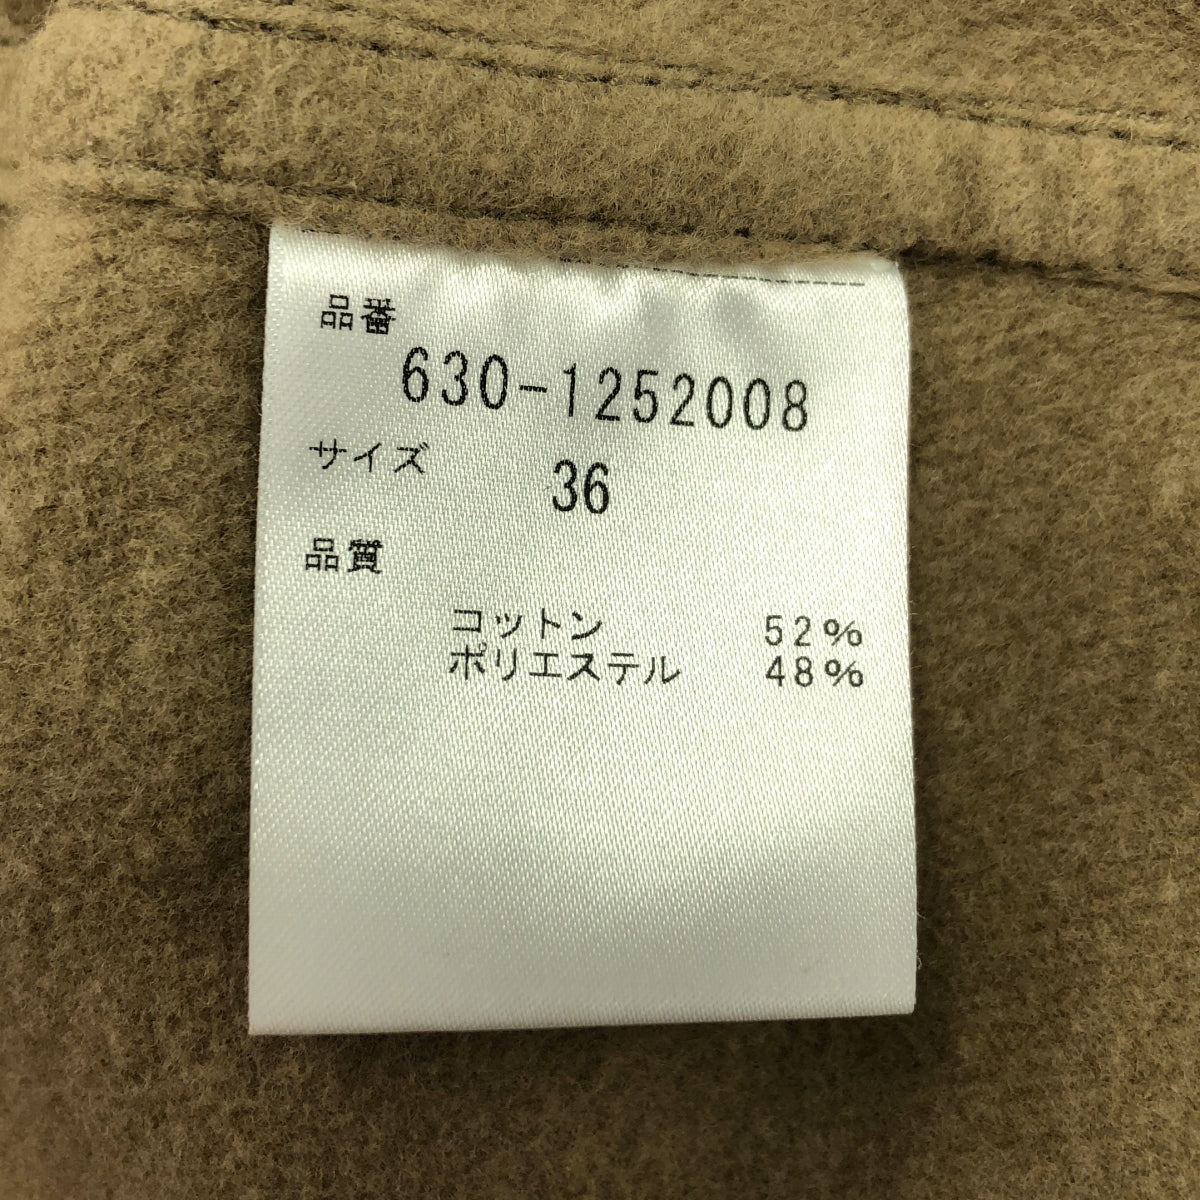 品番
630-1252008
サイズ 36
品質
コットン 52%
ポリエステル 48%